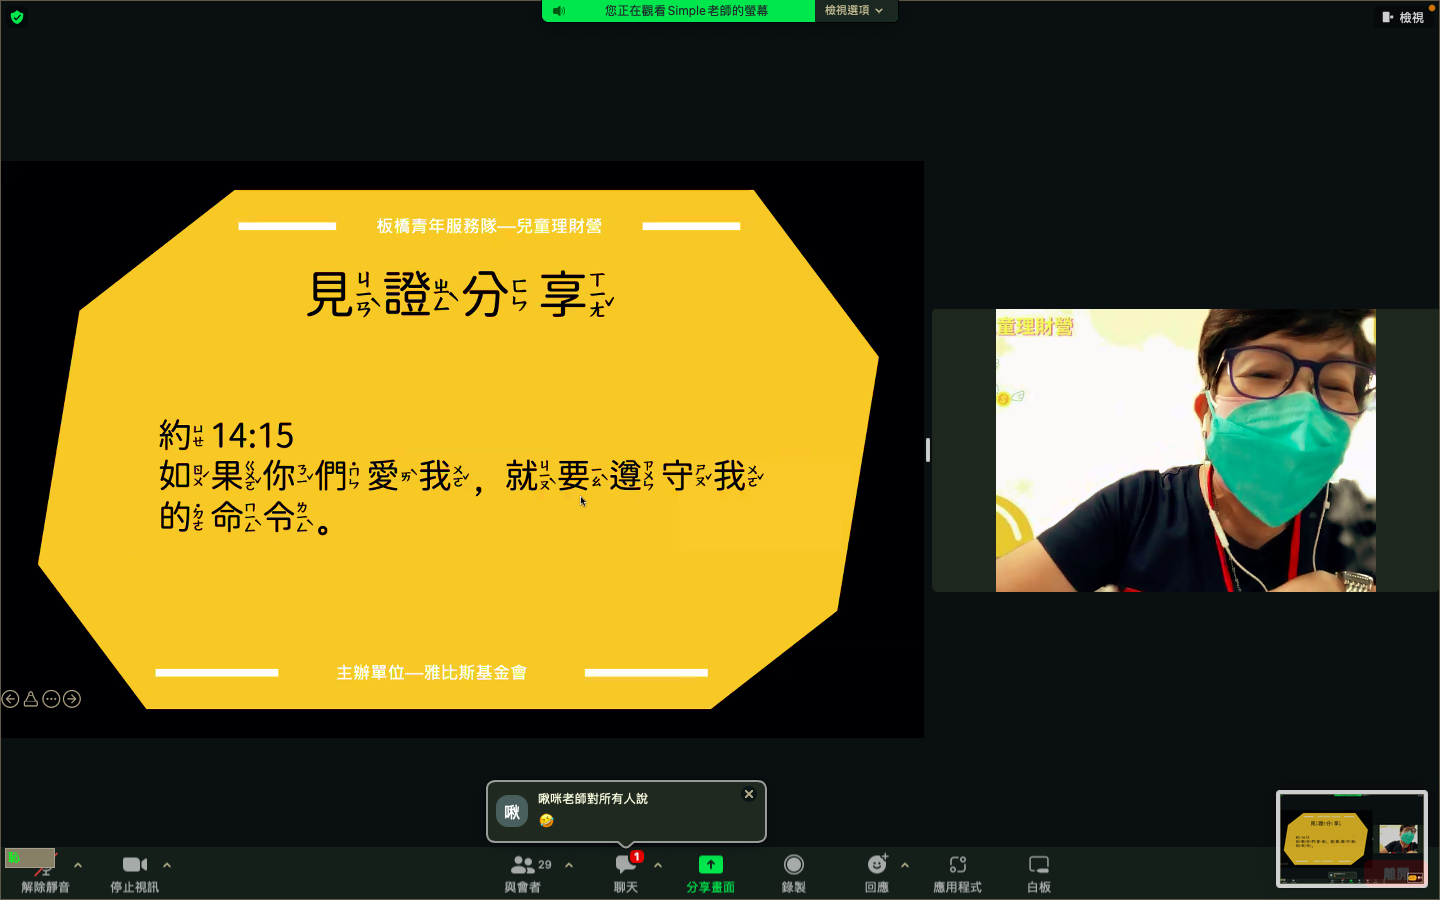 您正在觀看Simple老師的螢幕
檢視選項
檢視
板橋青年服務隊—兒童理財營
見ㄐㄧㄢˋ證ㄓㄥˋ分ㄈㄣ享ㄒㄧㄤˇ
約ㄩㄝ14:15
如ㄖㄨˊ果ㄍㄨㄛˇ你ㄋㄧˇ們˙ㄇㄣ愛ㄞˋ我ㄨㄛˇ，就ㄐㄧㄡˋ要ㄧㄠˋ遵ㄗㄨㄣ守ㄕㄡˇ我ㄨㄛˇ
的˙ㄉㄜ命ㄇㄧㄥˋ令ㄌㄧㄥˋ。
主辦單位—雅比斯基金會
童理財營
啾咪老師對所有人說
🤣
啾
解除靜音
停止視訊
與會者
29
聊天
1
分享畫面
錄製
回應
應用程式
白板